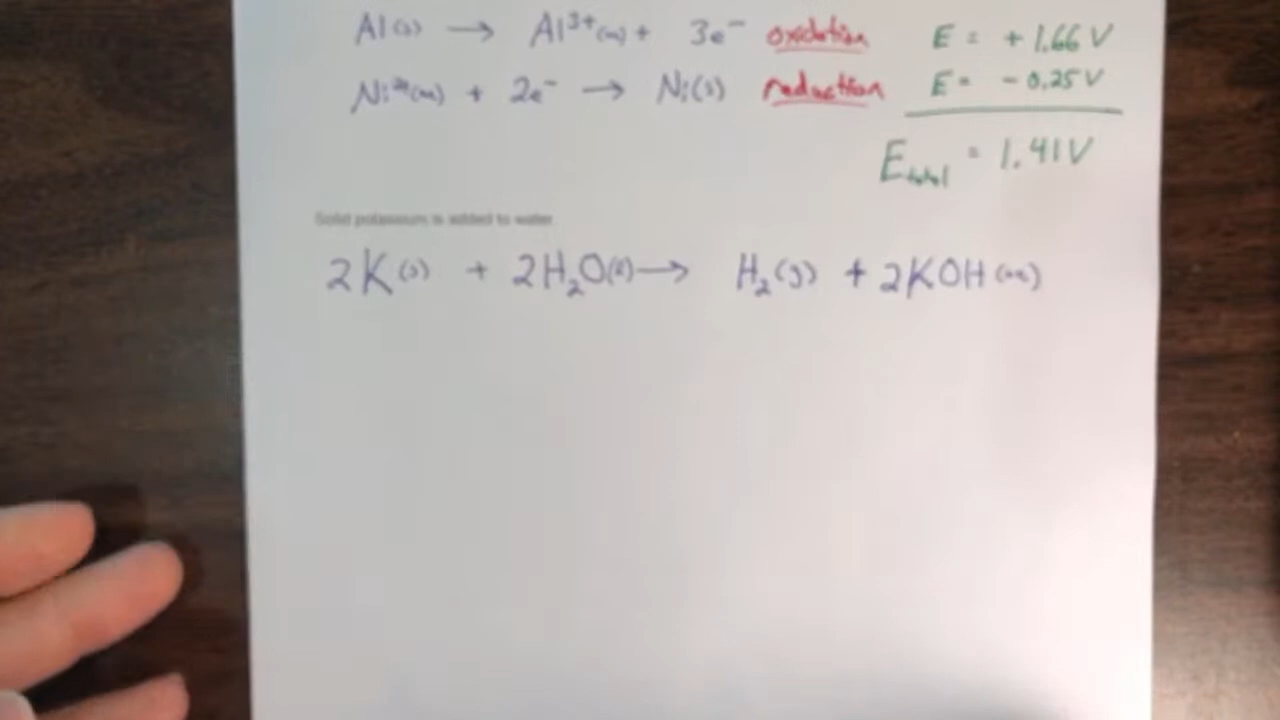 Al(s) → Al³⁺(aq) + 3e⁻ oxidation E = +1.66 V
Ni²⁺(aq) + 2e⁻ → Ni(s) reduction E = -0.25 V
E total = 1.41 V
Solid potassium is added to water.
2K(s) + 2H₂O(l) → H₂(g) + 2KOH(aq)